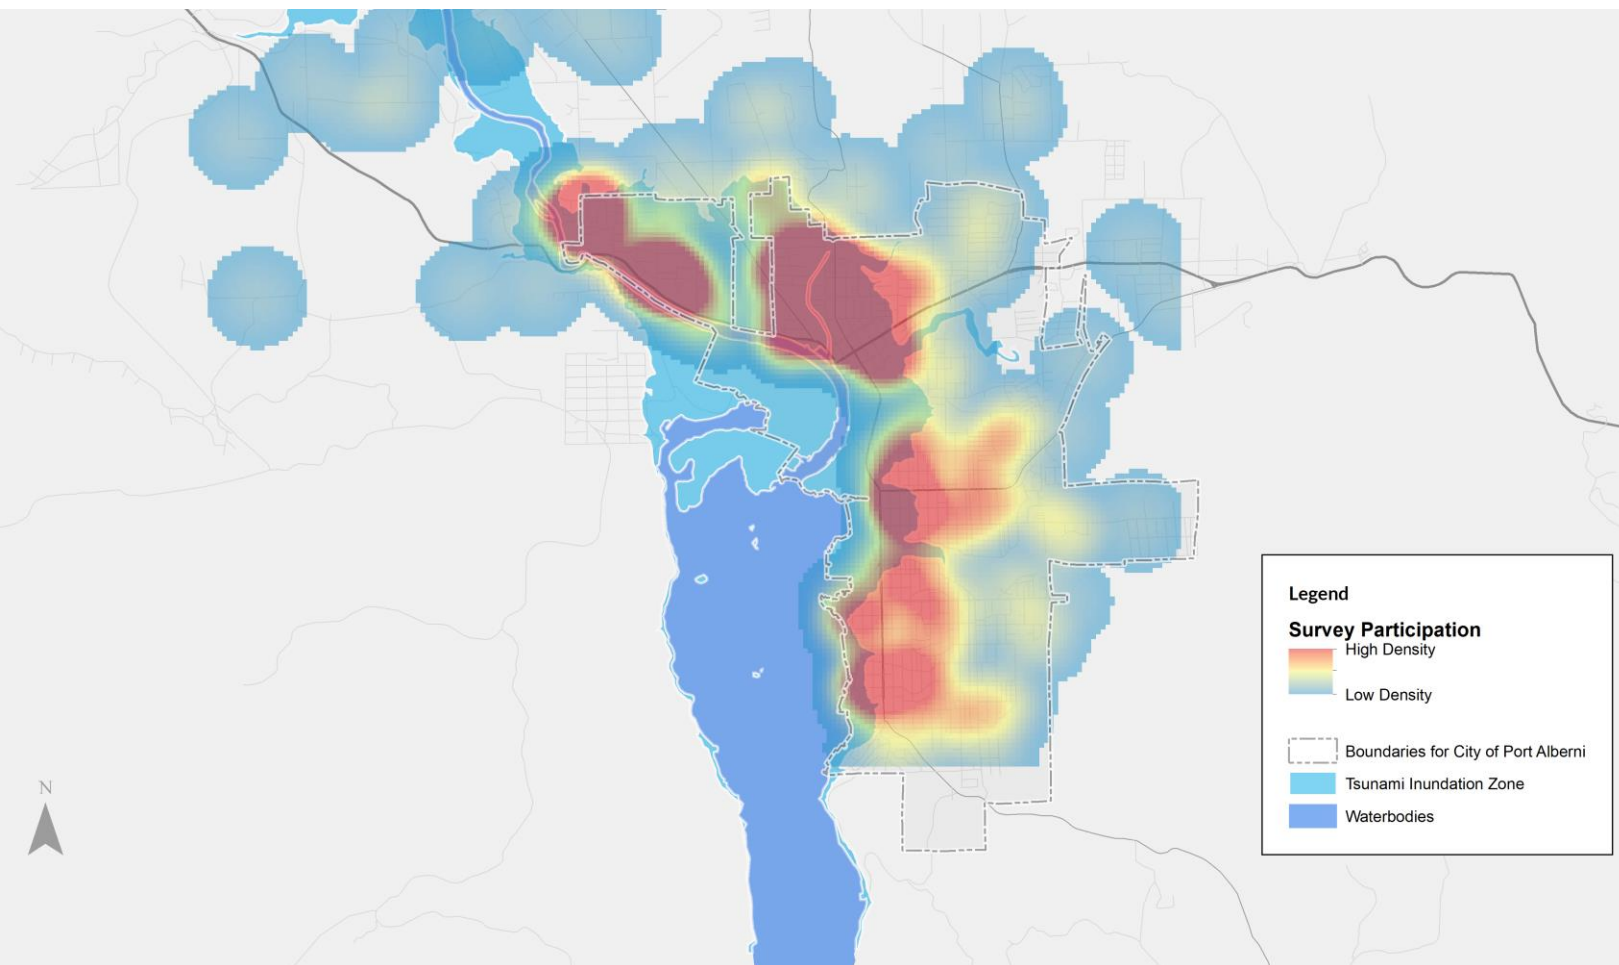 N
Legend
Survey Participation
High Density
Low Density
Boundaries for City of Port Alberni
Tsunami Inundation Zone
Waterbodies